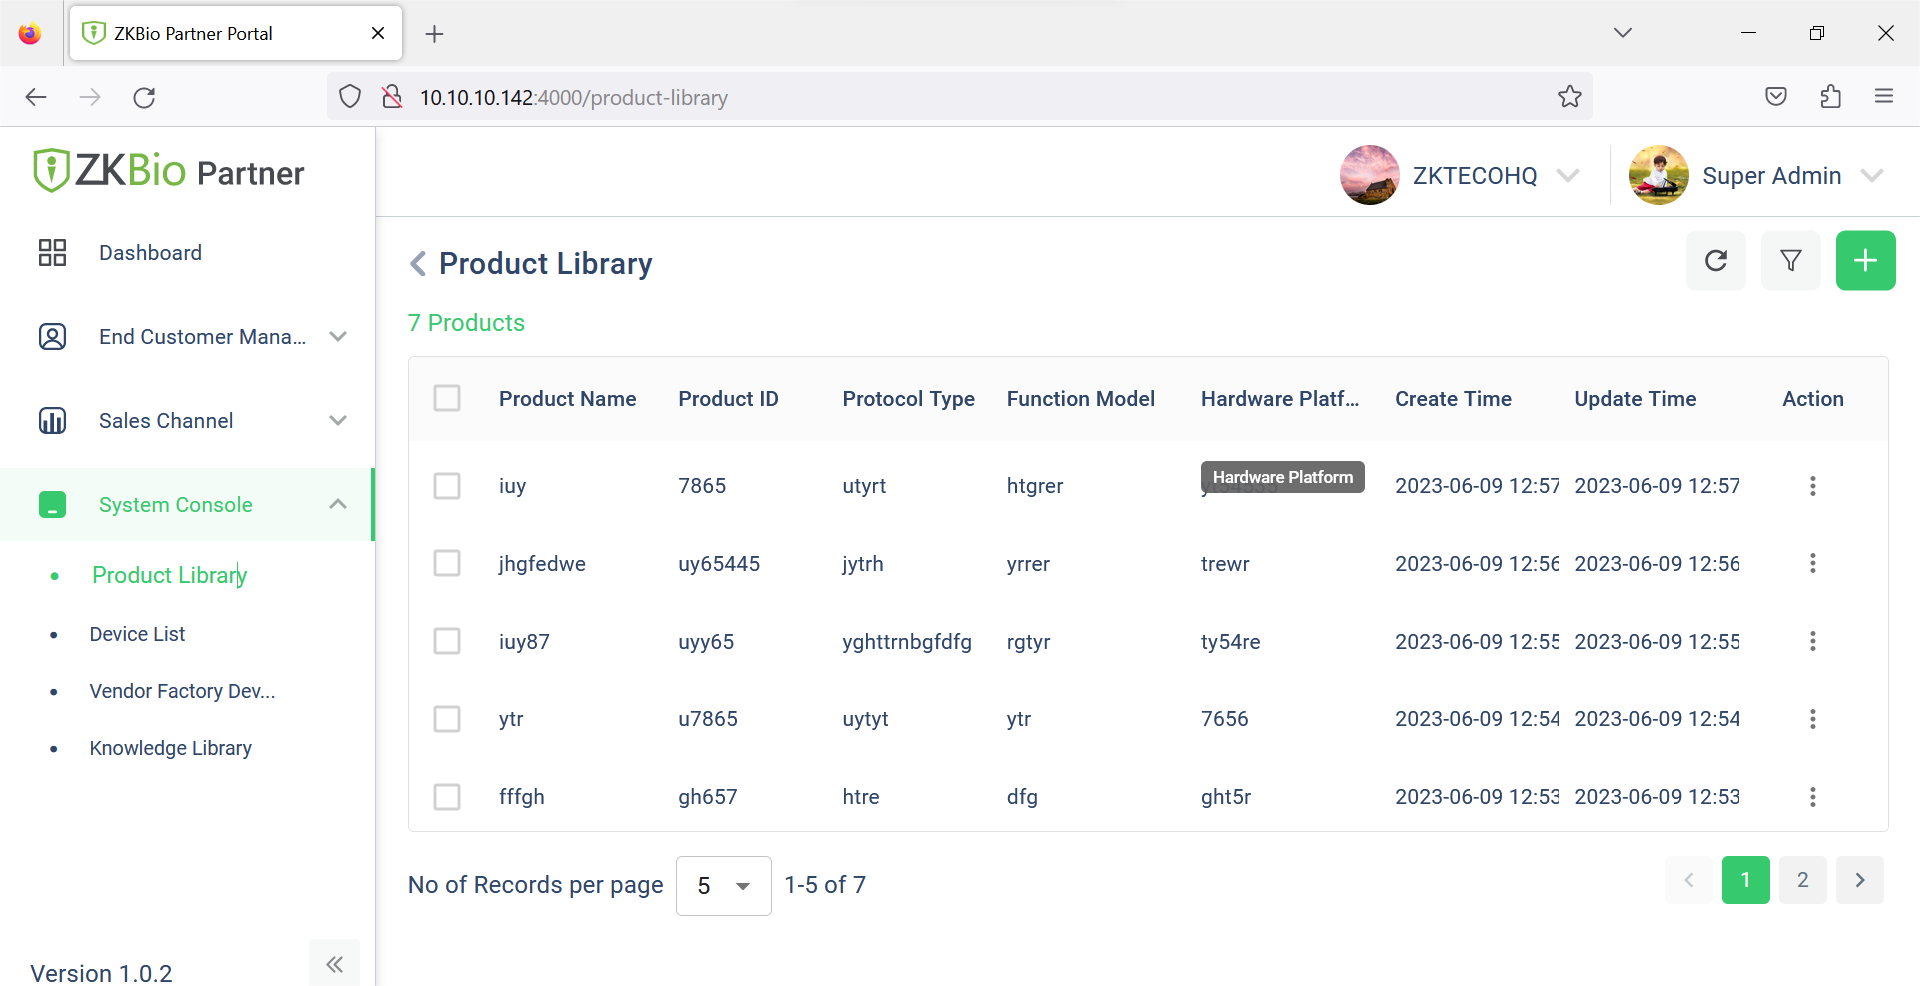 ZKBio Partner Portal
10.10.10.142:4000/product-library
ZKBio Partner
ZKTECOHQ
Super Admin
Dashboard
End Customer Mana...
Sales Channel
System Console
Product Library
Device List
Vendor Factory Dev...
Knowledge Library
Version 1.0.2
Product Library
7 Products
Product Name Product ID Protocol Type Function Model Hardware Platf... Create Time Update Time Action
Hardware Platform
iuy 7865 utyrt htgrer 2023-06-09 12:57 2023-06-09 12:57
jhgfedwe uy65445 jytrh yrrer trewr 2023-06-09 12:56 2023-06-09 12:56
iuy87 uyy65 yghttrnbgfdfg rgtyr ty54re 2023-06-09 12:55 2023-06-09 12:55
ytr u7865 uytyt ytr 7656 2023-06-09 12:54 2023-06-09 12:54
fffgh gh657 htre dfg ght5r 2023-06-09 12:53 2023-06-09 12:53
No of Records per page 5 1-5 of 7
1 2